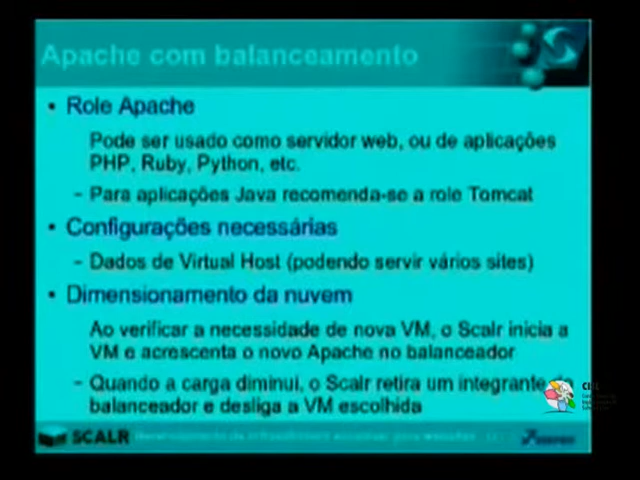 Apache com balanceamento
• Role Apache
Pode ser usado como servidor web, ou de aplicações
PHP, Ruby, Python, etc.
- Para aplicações Java recomenda-se a role Tomcat
• Configurações necessárias
- Dados de Virtual Host (podendo servir vários sites)
• Dimensionamento da nuvem
Ao verificar a necessidade de nova VM, o Scalr inicia a
VM e acrescenta o novo Apache no balanceador
- Quando a carga diminui, o Scalr retira um integrante
balanceador e desliga a VM escolhida
SCALR